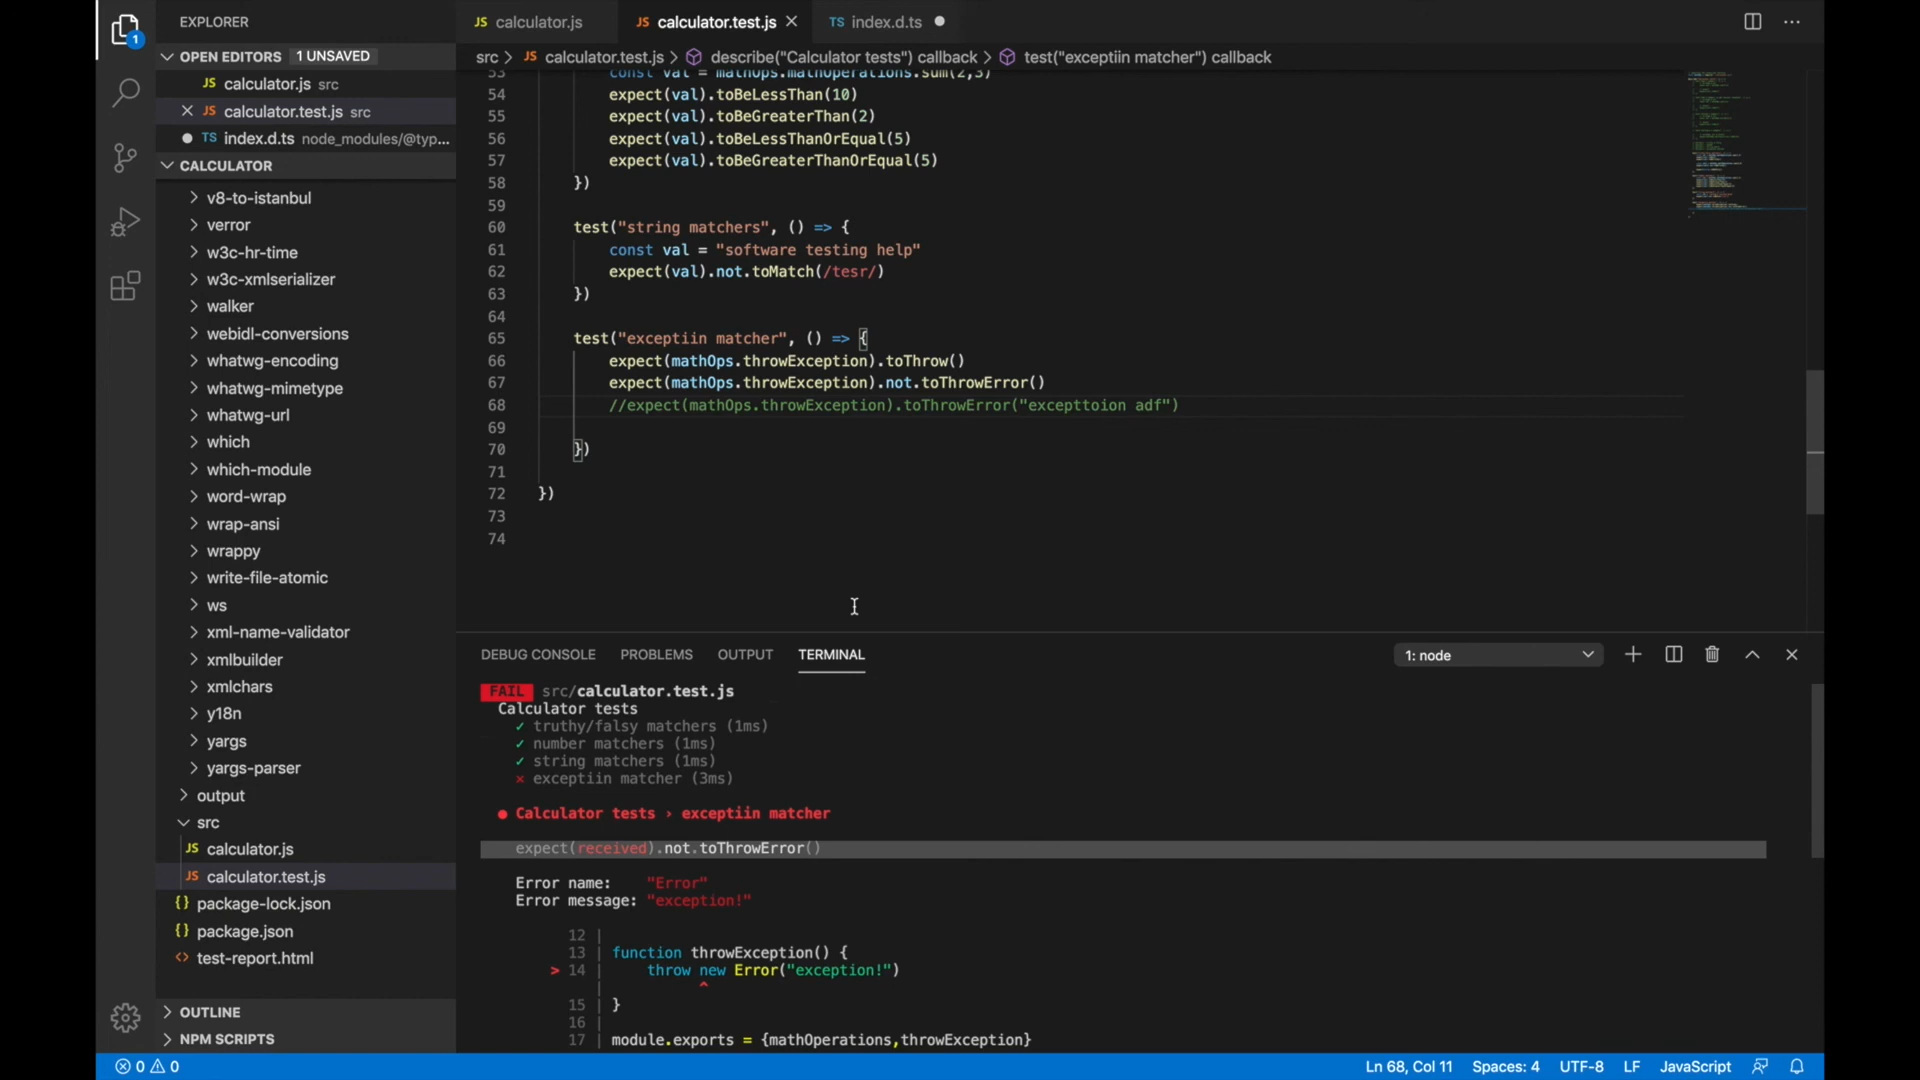 EXPLORER
calculator.js
calculator.test.js
index.d.ts
OPEN EDITORS 1 UNSAVED
calculator.js src
calculator.test.js src
index.d.ts node_modules/@typ...
src > calculator.test.js > describe("Calculator tests") callback > test("exceptiin matcher") callback
CALCULATOR
v8-to-istanbul
verror
w3c-hr-time
w3c-xmlserializer
walker
webidl-conversions
whatwg-encoding
whatwg-mimetype
whatwg-url
which
which-module
word-wrap
wrap-ansi
wrappy
write-file-atomic
ws
xml-name-validator
xmlbuilder
xmlchars
y18n
yargs
yargs-parser
output
src
calculator.js
calculator.test.js
package-lock.json
package.json
test-report.html
OUTLINE
NPM SCRIPTS
53 const val = mathOps.mathOperations.sum(2,3)
54 expect(val).toBeLessThan(10)
55 expect(val).toBeGreaterThan(2)
56 expect(val).toBeLessThanOrEqual(5)
57 expect(val).toBeGreaterThanOrEqual(5)
58 })
59
60 test("string matchers", () => {
61 const val = "software testing help"
62 expect(val).not.toMatch(/tesr/)
63 })
64
65 test("exceptiin matcher", () => {
66 expect(mathOps.throwException).toThrow()
67 expect(mathOps.throwException).not.toThrowError()
68 //expect(mathOps.throwException).toThrowError("excepttoion adf")
69
70 })
71
72 })
73
74
DEBUG CONSOLE PROBLEMS OUTPUT TERMINAL 1: node
FAIL src/calculator.test.js
Calculator tests
✓ truthy/falsy matchers (1ms)
✓ number matchers (1ms)
✓ string matchers (1ms)
✕ exceptiin matcher (3ms)
● Calculator tests › exceptiin matcher
expect(received).not.toThrowError()
Error name: "Error"
Error message: "exception!"
12 |
13 | function throwException() {
> 14 | throw new Error("exception!")
| ^
15 | }
16 |
17 | module.exports = {mathOperations,throwException}
0 0 Ln 68, Col 11 Spaces: 4 UTF-8 LF JavaScript